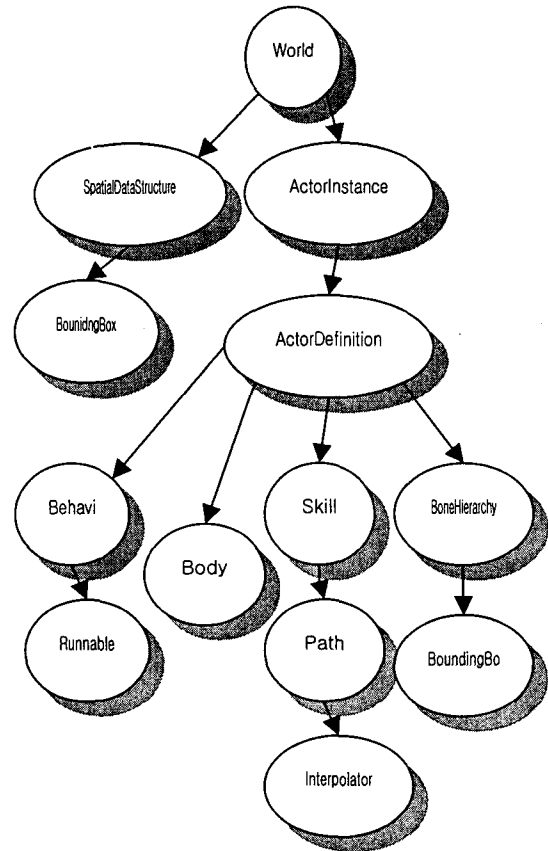 World
SpatialDataStructure
ActorInstance
BounidngBox
ActorDefinition
Behavi
Body
Skill
BoneHierarchy
Runnable
Path
BoundingBo
Interpolator